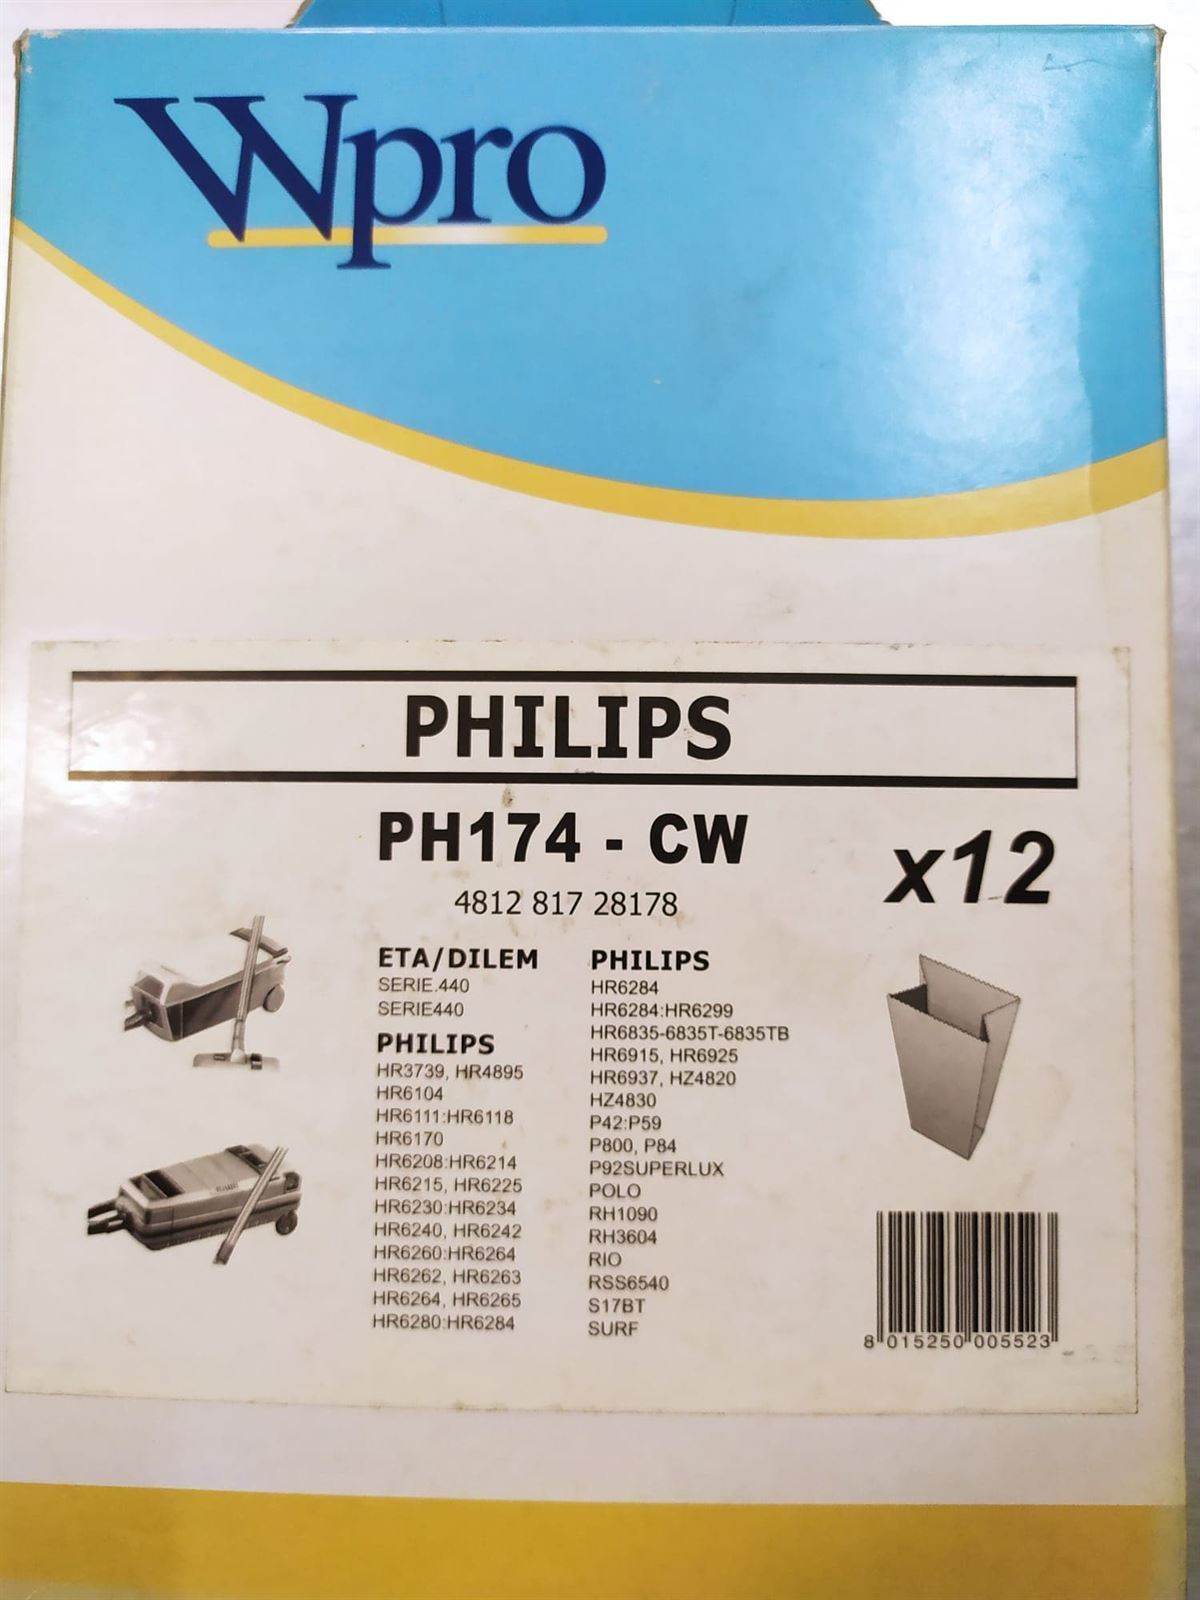 Wpro
PHILIPS
PH174 - CW
x12
4812 817 28178
ETA/DILEM
SERIE.440
SERIE440
PHILIPS
HR3739, HR4895
HR6104
HR6111:HR6118
HR6170
HR6208:HR6214
HR6215, HR6225
HR6230:HR6234
HR6240, HR6242
HR6260:HR6264
HR6262, HR6263
HR6264, HR6265
HR6280:HR6284
PHILIPS
HR6284
HR6284:HR6299
HR6835-6835T-6835TB
HR6915, HR6925
HR6937, HZ4820
HZ4830
P42:P59
P800, P84
P92SUPERLUX
POLO
RH1090
RH3604
RIO
RSS6540
S17BT
SURF
8 015250 005523